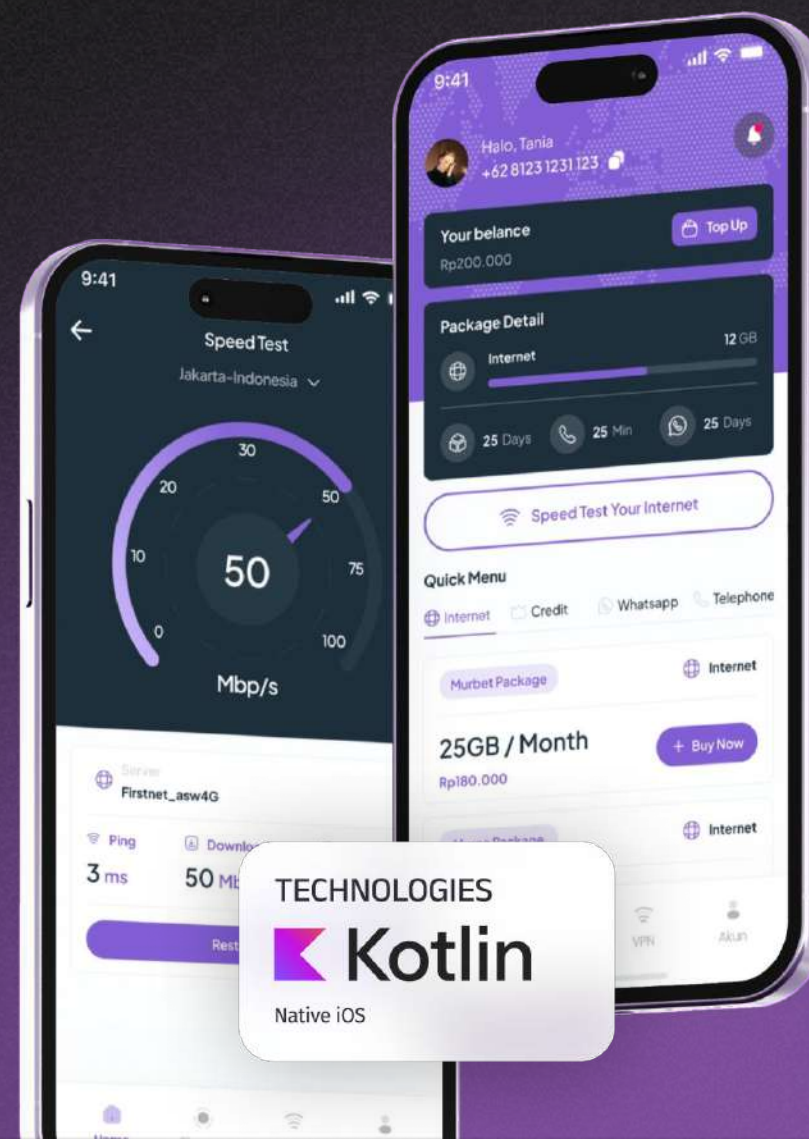 9:41
Speed Test
Jakarta-Indonesia
0
10
20
30
50
75
100
50
Mbp/s
Server
Firstnet_asw4G
Ping
3 ms
50
9:41
Halo, Tania
+62 8123 1231 123
Your belance
Top Up
Rp200.000
Package Detail
Internet
12 GB
25 Days
25 Min
25 Days
Speed Test Your Internet
Quick Menu
Internet Credit Whatsapp Telephone
Murbet Package
Internet
25GB / Month
+ Buy Now
Rp180.000
Package
Internet
VPN
Akun
TECHNOLOGIES
Kotlin
Native iOS